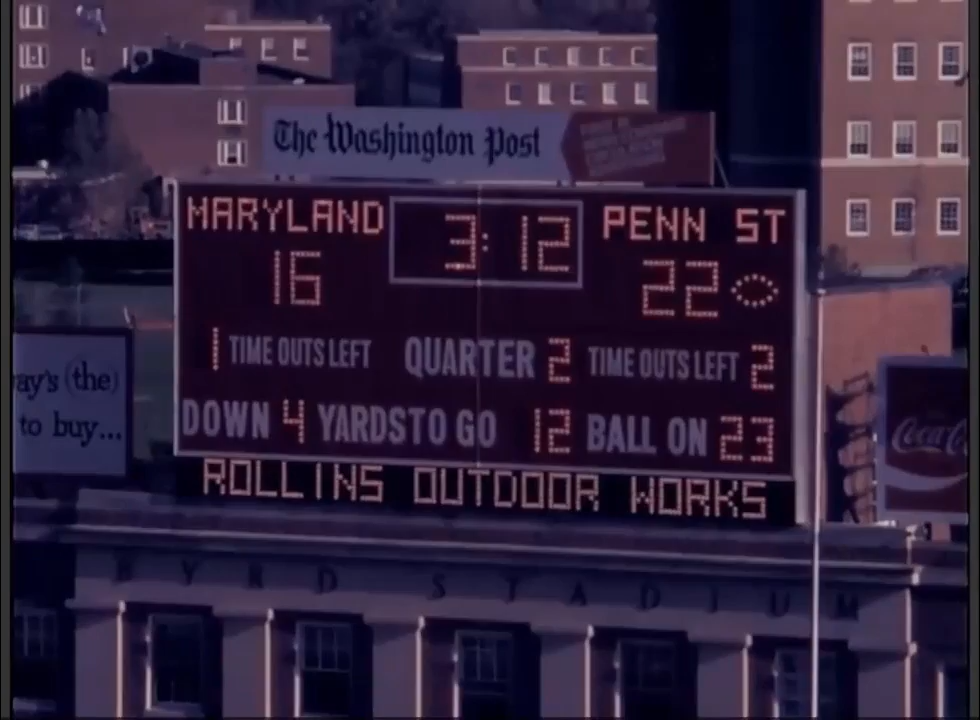 The Washington Post
MARYLAND 3:12 PENN ST
16 22
1 TIME OUTS LEFT QUARTER 2 TIME OUTS LEFT 2
DOWN 4 YARDS TO GO 12 BALL ON 23
ROLLINS OUTDOOR WORKS
(the)
to buy...
Coca-Co
BYRD STADIUM